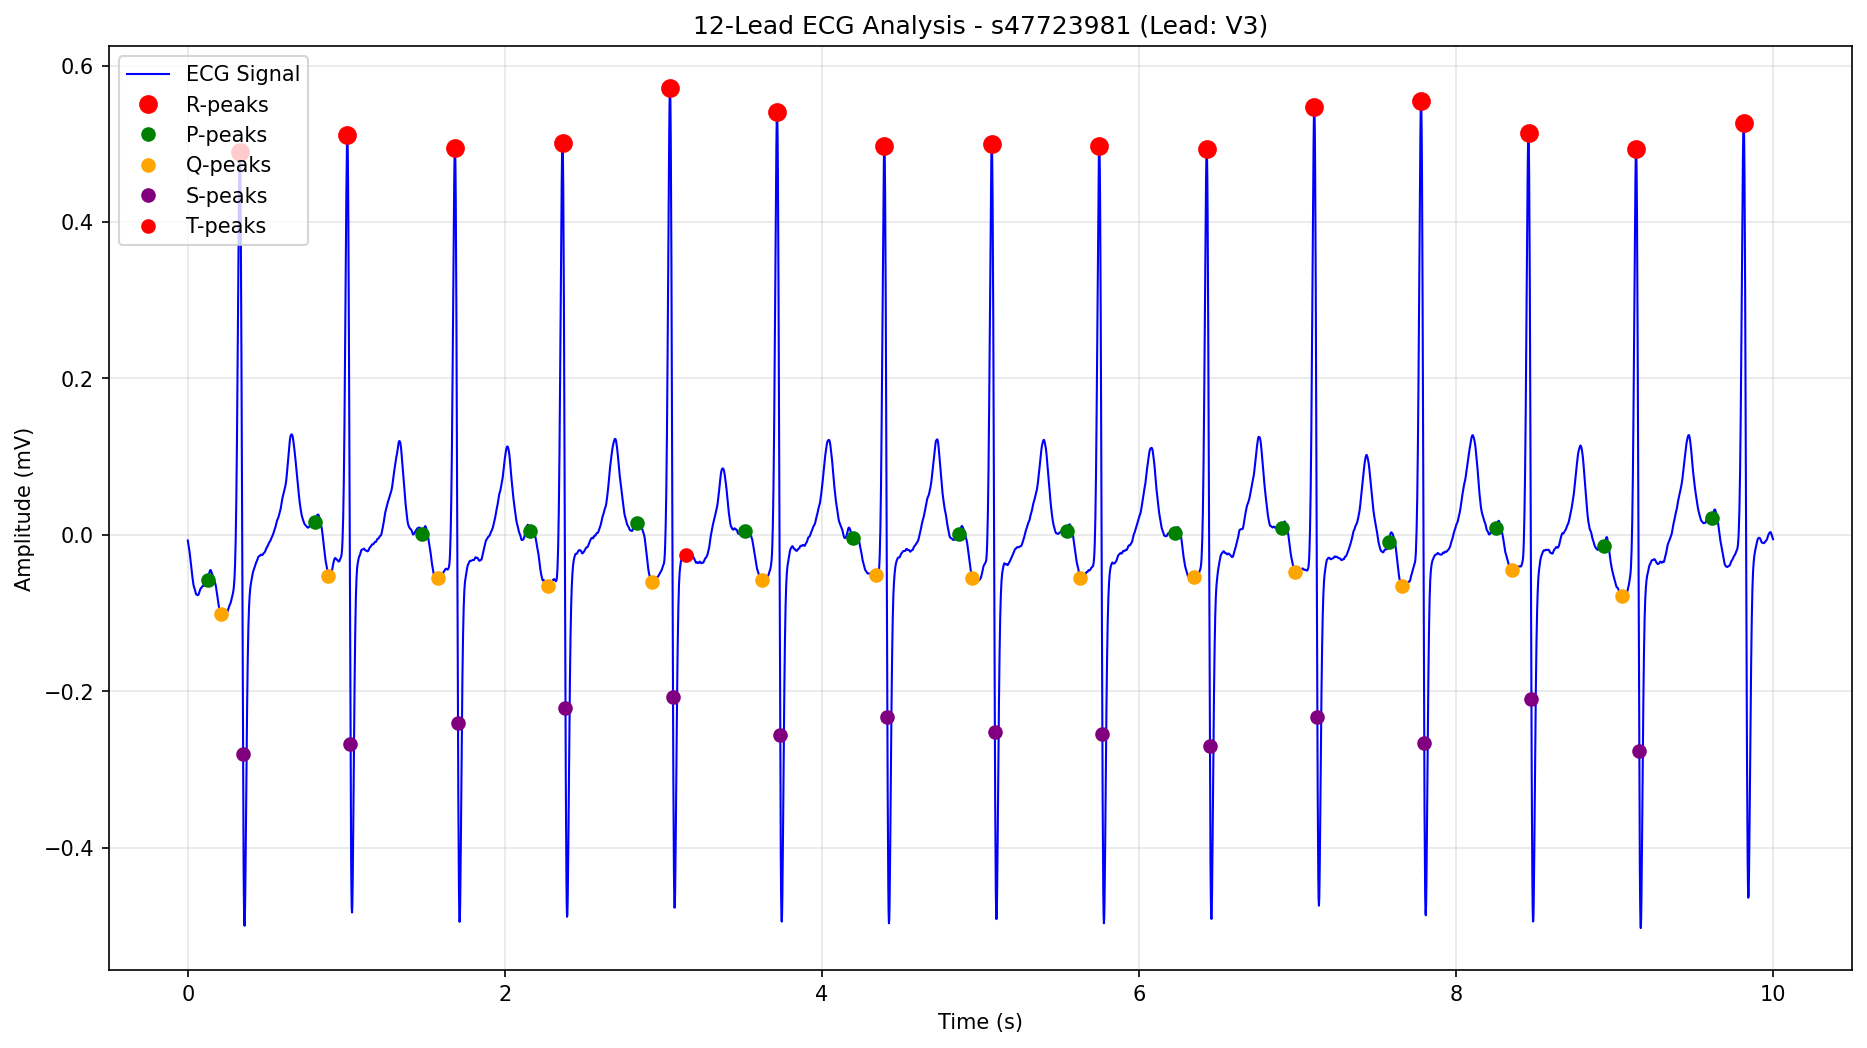 12-Lead ECG Analysis - s47723981 (Lead: V3)
ECG Signal
R-peaks
P-peaks
Q-peaks
S-peaks
T-peaks
Amplitude (mV)
0.6
0.4
0.2
0.0
−0.2
−0.4
0 2 4 6 8 10
Time (s)